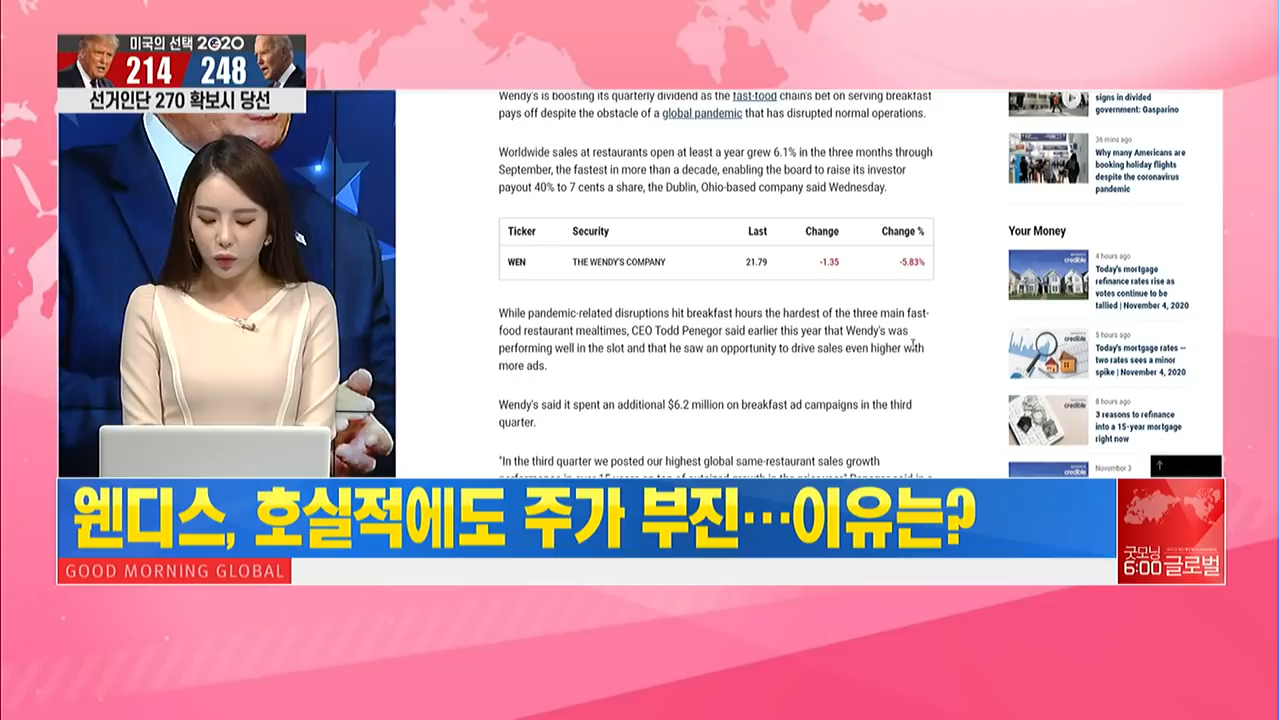 미국의 선택 2020
214 248
선거인단 270 확보시 당선
Wendy's is boosting its quarterly dividend as the fast-food chain's bet on serving breakfast
pays off despite the obstacle of a global pandemic that has disrupted normal operations.
Worldwide sales at restaurants open at least a year grew 6.1% in the three months through
September, the fastest in more than a decade, enabling the board to raise its investor
payout 40% to 7 cents a share, the Dublin, Ohio-based company said Wednesday.
Ticker Security Last Change Change %
WEN THE WENDY'S COMPANY 21.79 -1.35 -5.83%
While pandemic-related disruptions hit breakfast hours the hardest of the three main fast-
food restaurant mealtimes, CEO Todd Penegor said earlier this year that Wendy's was
performing well in the slot and that he saw an opportunity to drive sales even higher with
more ads.
Wendy's said it spent an additional $6.2 million on breakfast ad campaigns in the third
quarter.
"In the third quarter we posted our highest global same-restaurant sales growth
signs in divided
government: Gasparino
36 mins ago
Why many Americans are
booking holiday flights
despite the coronavirus
pandemic
Your Money
credible
4 hours ago
Today's mortgage
refinance rates rise as
votes continue to be
tallied | November 4, 2020
credible
5 hours ago
Today's mortgage rates —
two rates sees a minor
spike | November 4, 2020
credible
8 hours ago
3 reasons to refinance
into a 15-year mortgage
right now
credible
November 3
웬디스, 호실적에도 주가 부진…이유는?
GOOD MORNING GLOBAL
굿모닝
6:00 글로벌